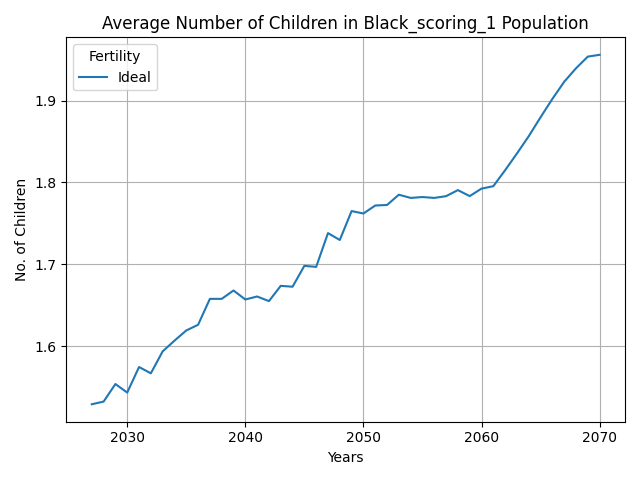 Average Number of Children in Black_scoring_1 Population
Fertility
Ideal
No. of Children
1.9
1.8
1.7
1.6
2030 2040 2050 2060 2070
Years